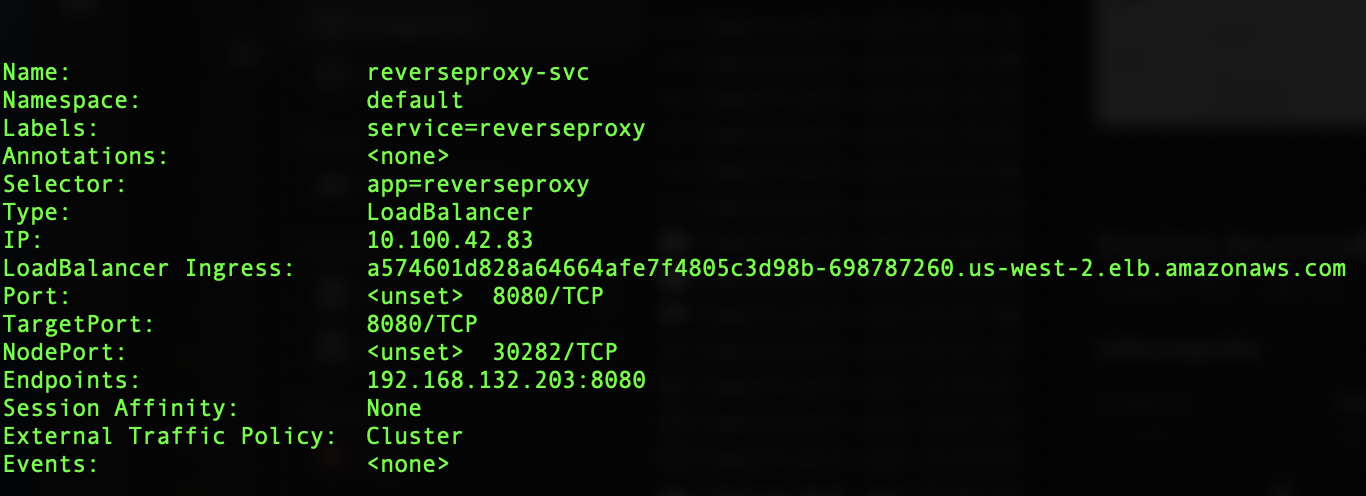 Name: reverseproxy-svc
Namespace: default
Labels: service=reverseproxy
Annotations: <none>
Selector: app=reverseproxy
Type: LoadBalancer
IP: 10.100.42.83
LoadBalancer Ingress: a574601d828a64664afe7f4805c3d98b-698787260.us-west-2.elb.amazonaws.com
Port: <unset> 8080/TCP
TargetPort: 8080/TCP
NodePort: <unset> 30282/TCP
Endpoints: 192.168.132.203:8080
Session Affinity: None
External Traffic Policy: Cluster
Events: <none>